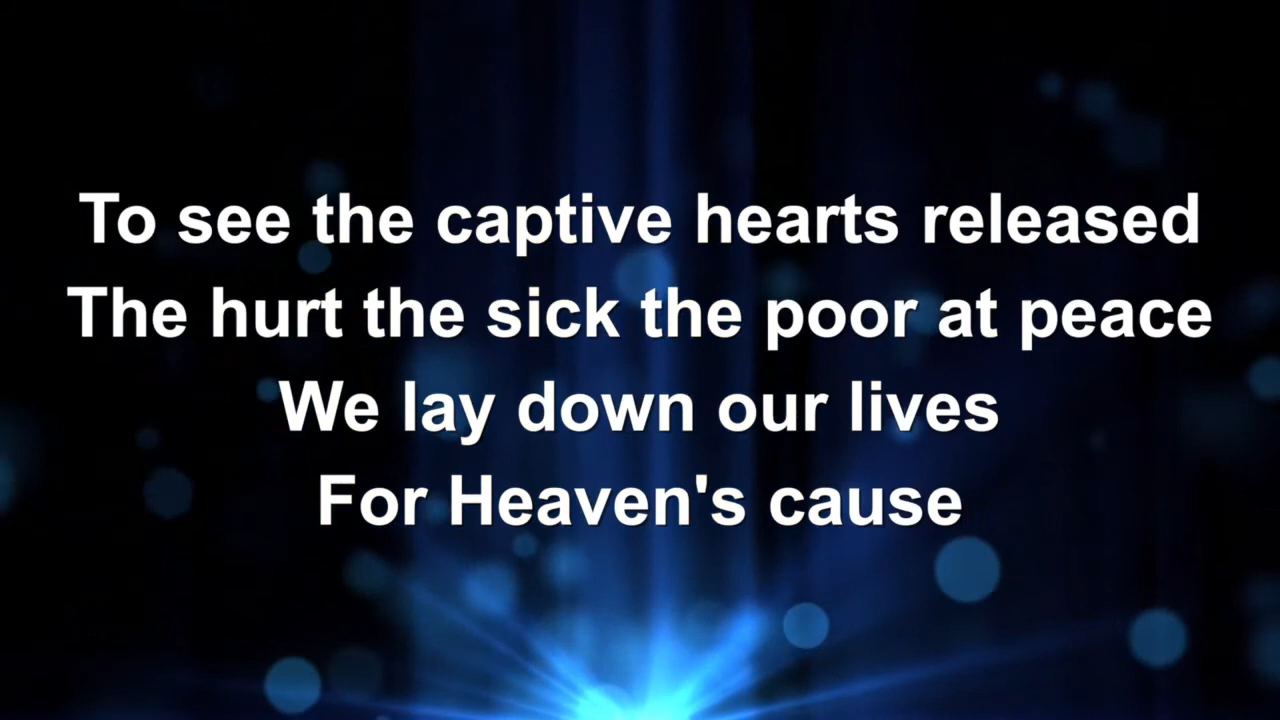 To see the captive hearts released
The hurt the sick the poor at peace
We lay down our lives
For Heaven's cause